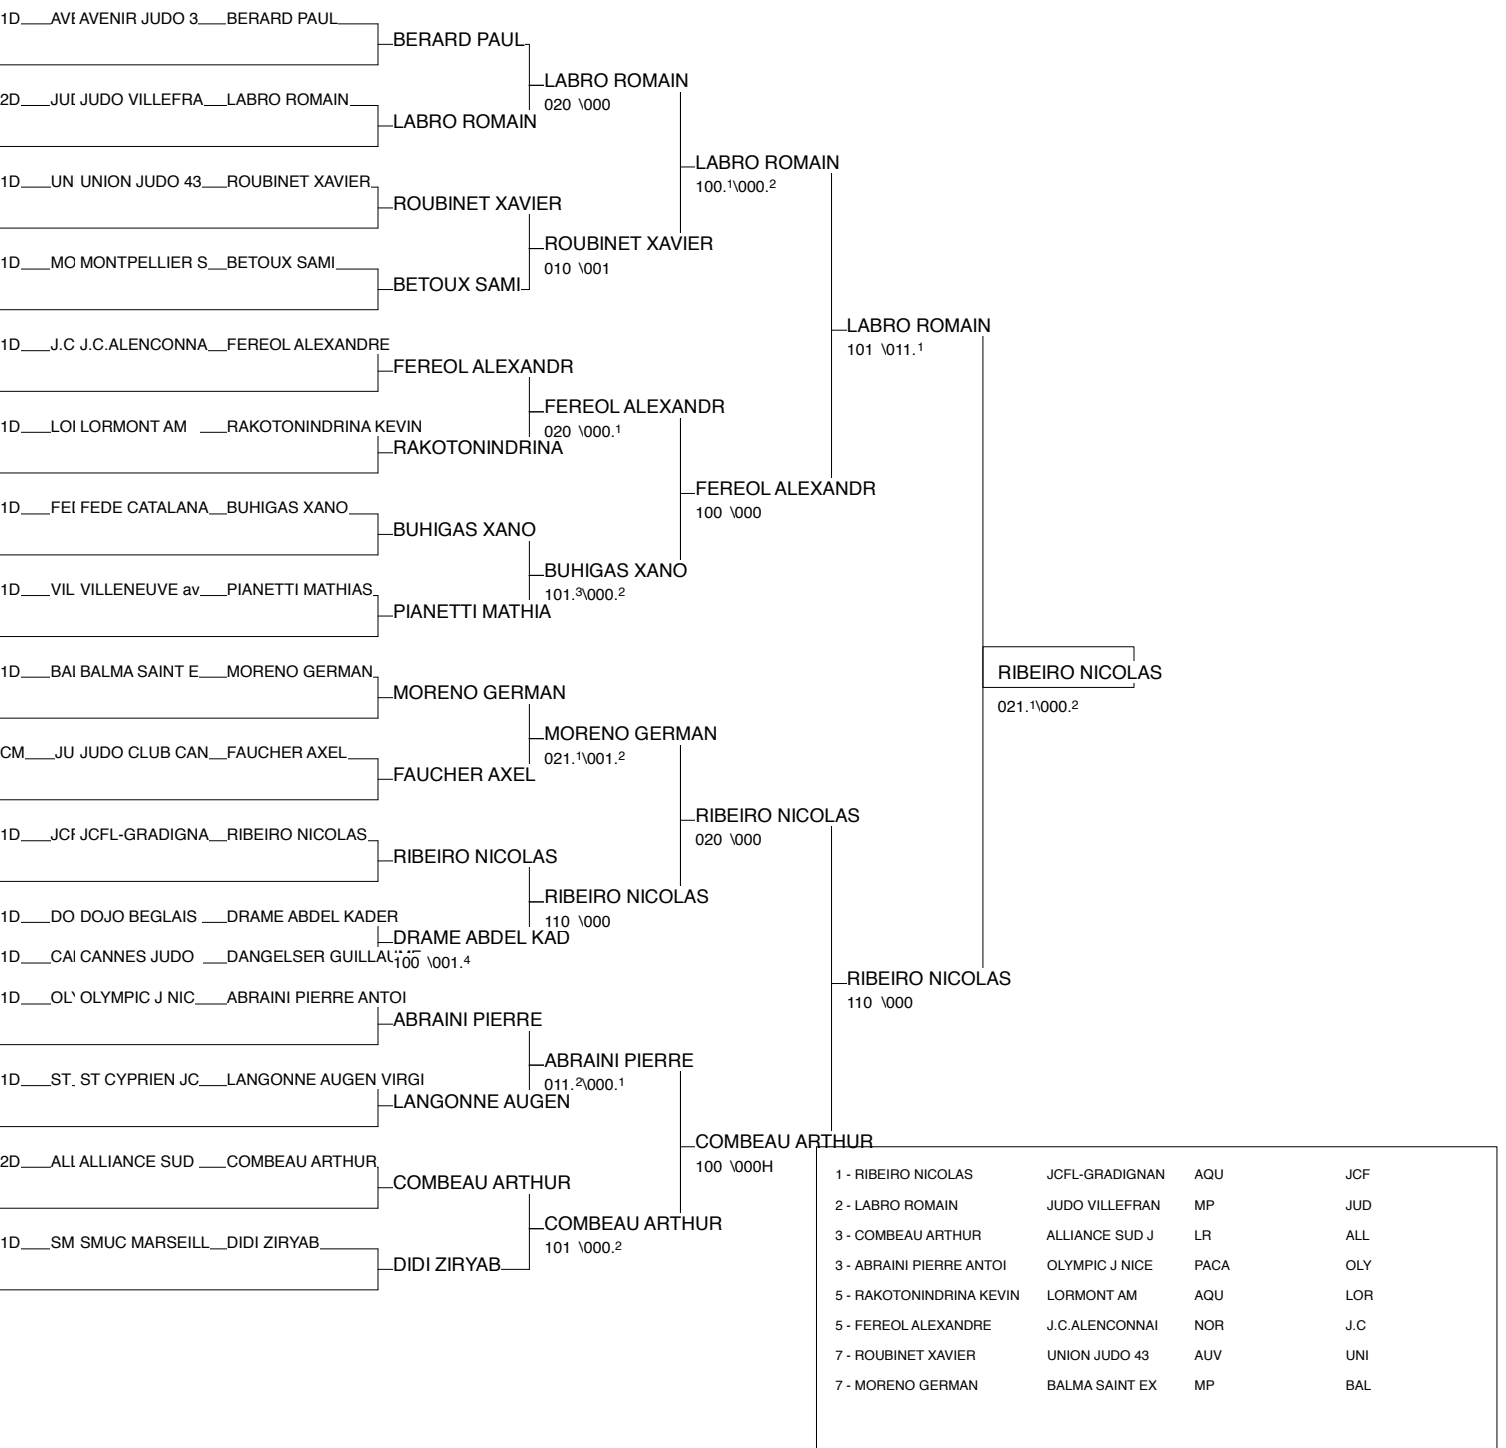 1D AVE AVENIR JUDO 3 BERARD PAUL
BERARD PAUL
LABRO ROMAIN
020 \000
2D JUD JUDO VILLEFRA LABRO ROMAIN
LABRO ROMAIN
LABRO ROMAIN
100.1\000.2
1D UN UNION JUDO 43 ROUBINET XAVIER
ROUBINET XAVIER
ROUBINET XAVIER
010 \001
1D MO MONTPELLIER S BETOUX SAMI
BETOUX SAMI
LABRO ROMAIN
101 \011.1
1D J.C J.C.ALENCONNA FEREOL ALEXANDRE
FEREOL ALEXANDR
FEREOL ALEXANDR
020 \000.1
1D LOR LORMONT AM RAKOTONINDRINA KEVIN
RAKOTONINDRINA
FEREOL ALEXANDR
100 \000
1D FED FEDE CATALANA BUHIGAS XANO
BUHIGAS XANO
BUHIGAS XANO
101.3\000.2
1D VIL VILLENEUVE av PIANETTI MATHIAS
PIANETTI MATHIA
RIBEIRO NICOLAS
021.1\000.2
1D BAL BALMA SAINT E MORENO GERMAN
MORENO GERMAN
MORENO GERMAN
021.1\001.2
CM JU JUDO CLUB CAN FAUCHER AXEL
FAUCHER AXEL
RIBEIRO NICOLAS
020 \000
1D JCF JCFL-GRADIGNA RIBEIRO NICOLAS
RIBEIRO NICOLAS
RIBEIRO NICOLAS
110 \000
1D DO DOJO BEGLAIS DRAME ABDEL KADER
DRAME ABDEL KAD
1D CAN CANNES JUDO DANGELSER GUILLAUME
100 \001.4
RIBEIRO NICOLAS
110 \000
1D OLY OLYMPIC J NIC ABRAINI PIERRE ANTOI
ABRAINI PIERRE
ABRAINI PIERRE
011.2\000.1
1D ST_ ST CYPRIEN JC LANGONNE AUGEN VIRGI
LANGONNE AUGEN
COMBEAU ARTHUR
100 \000H
2D ALL ALLIANCE SUD COMBEAU ARTHUR
COMBEAU ARTHUR
COMBEAU ARTHUR
101 \000.2
1D SM SMUC MARSEILL DIDI ZIRYAB
DIDI ZIRYAB
1 - RIBEIRO NICOLAS JCFL-GRADIGNAN AQU JCF
2 - LABRO ROMAIN JUDO VILLEFRAN MP JUD
3 - COMBEAU ARTHUR ALLIANCE SUD J LR ALL
3 - ABRAINI PIERRE ANTOI OLYMPIC J NICE PACA OLY
5 - RAKOTONINDRINA KEVIN LORMONT AM AQU LOR
5 - FEREOL ALEXANDRE J.C.ALENCONNAI NOR J.C
7 - ROUBINET XAVIER UNION JUDO 43 AUV UNI
7 - MORENO GERMAN BALMA SAINT EX MP BAL